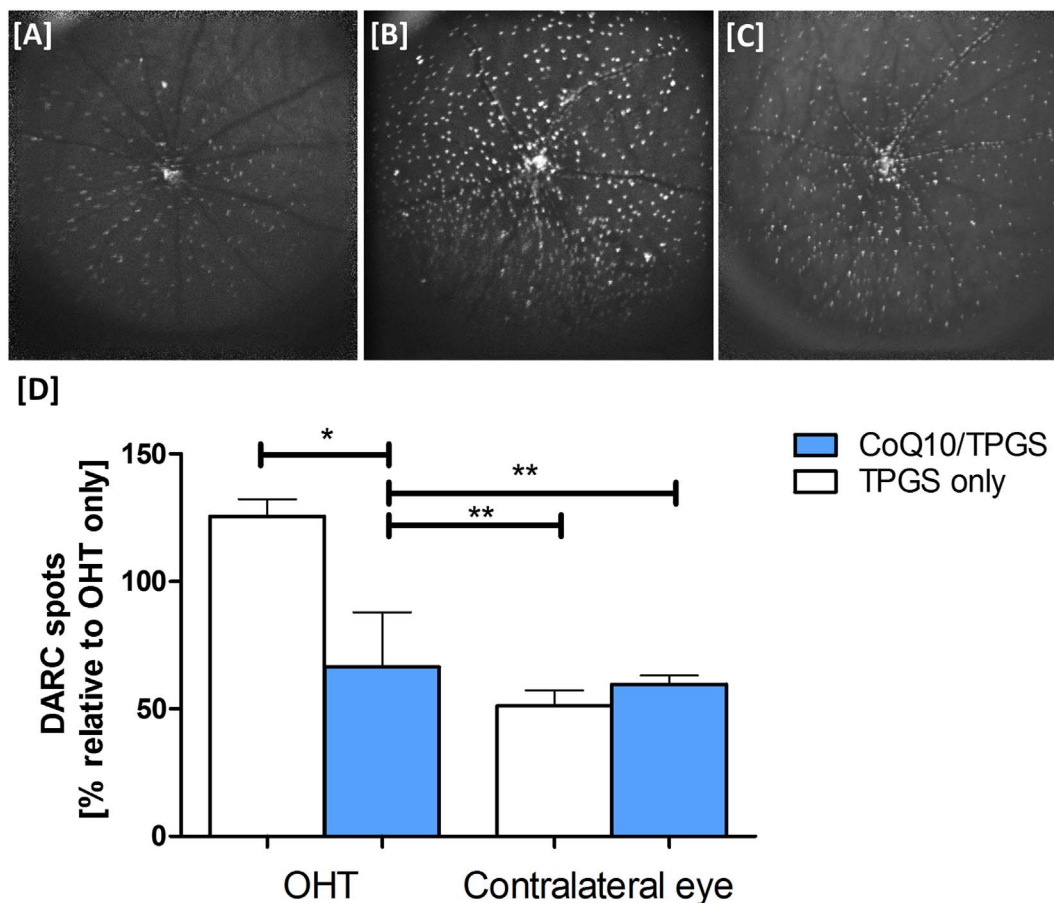 [A]
[B]
[C]
[D]
DARC spots
[% relative to OHT only]
150
100
50
0
*
**
**
CoQ10/TPGS
TPGS only
OHT
Contralateral eye